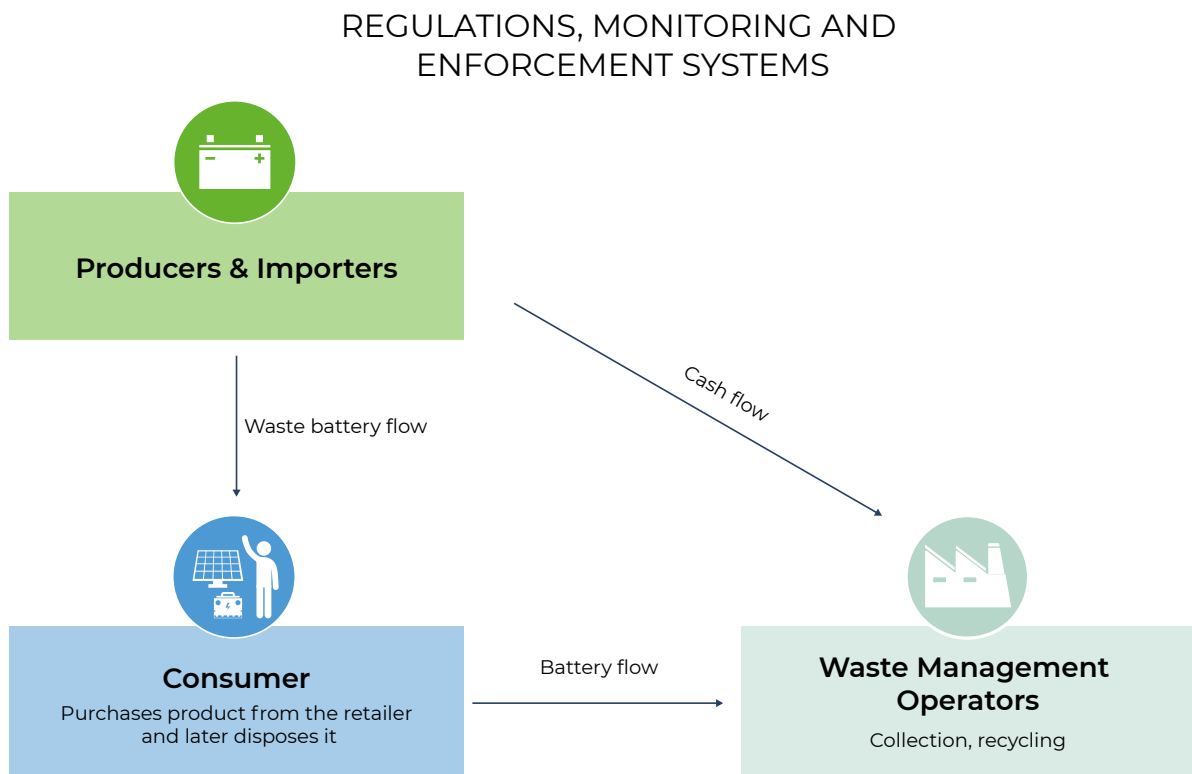 REGULATIONS, MONITORING AND
ENFORCEMENT SYSTEMS
Producers & Importers
Cash flow
Waste battery flow
Consumer
Purchases product from the retailer
and later disposes it
Battery flow
Waste Management
Operators
Collection, recycling